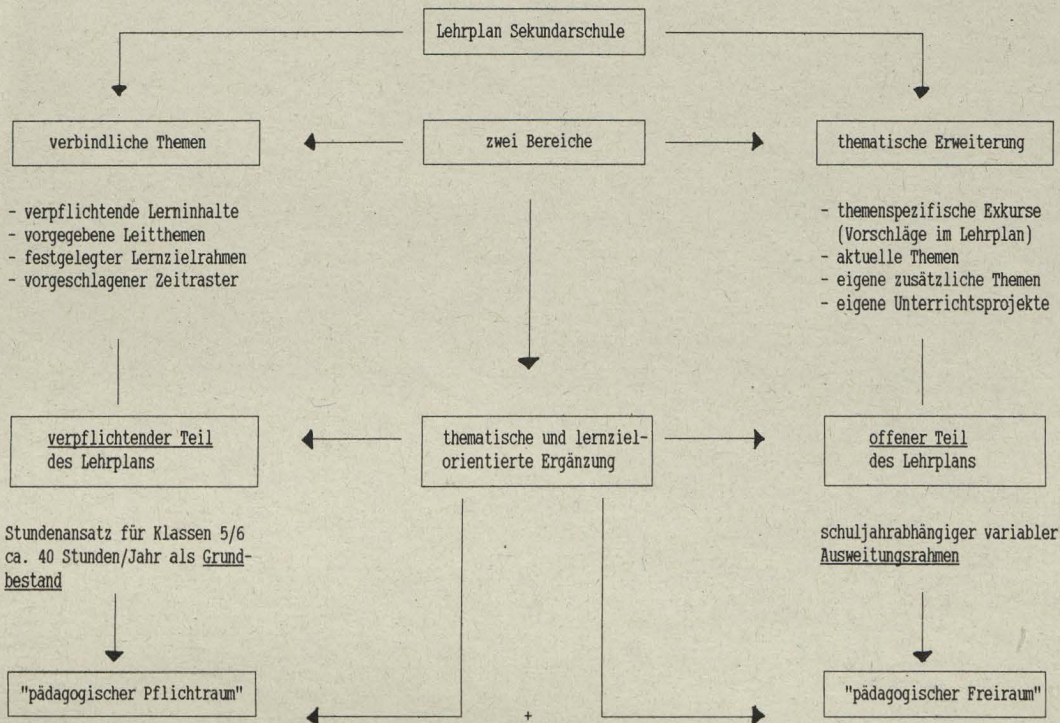 Lehrplan Sekundarschule
verbindliche Themen
zwei Bereiche
thematische Erweiterung
- verpflichtende Lerninhalte
- vorgegebene Leitthemen
- festgelegter Lernzielrahmen
- vorgeschlagener Zeitraster
- themenspezifische Exkurse
(Vorschläge im Lehrplan)
- aktuelle Themen
- eigene zusätzliche Themen
- eigene Unterrichtsprojekte
verpflichtender Teil
des Lehrplans
thematische und lernziel-
orientierte Ergänzung
offener Teil
des Lehrplans
Stundenansatz für Klassen 5/6
ca. 40 Stunden/Jahr als Grund-
bestand
schuljahrabhängiger variabler
Ausweitungsrahmen
"pädagogischer Pflichtraum"
+
"pädagogischer Freiraum"